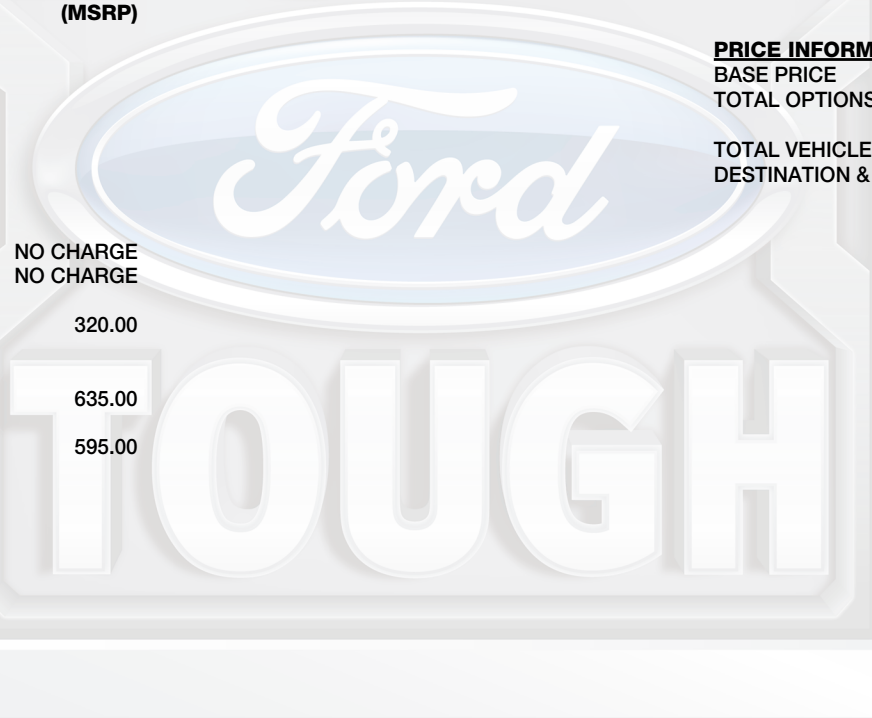 (MSRP)
NO CHARGE
NO CHARGE
320.00
635.00
595.00
PRICE INFORM
BASE PRICE
TOTAL OPTIONS
TOTAL VEHICLE
DESTINATION &
Ford
TOUGH